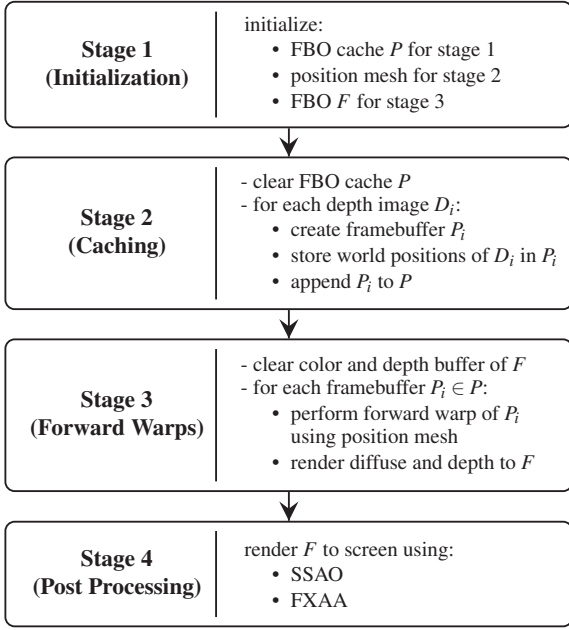 Stage 1
(Initialization)
initialize:
• FBO cache P for stage 1
• position mesh for stage 2
• FBO F for stage 3
Stage 2
(Caching)
- clear FBO cache P
- for each depth image Dᵢ:
• create framebuffer Pᵢ
• store world positions of Dᵢ in Pᵢ
• append Pᵢ to P
Stage 3
(Forward Warps)
- clear color and depth buffer of F
- for each framebuffer Pᵢ ∈ P:
• perform forward warp of Pᵢ
using position mesh
• render diffuse and depth to F
Stage 4
(Post Processing)
render F to screen using:
• SSAO
• FXAA